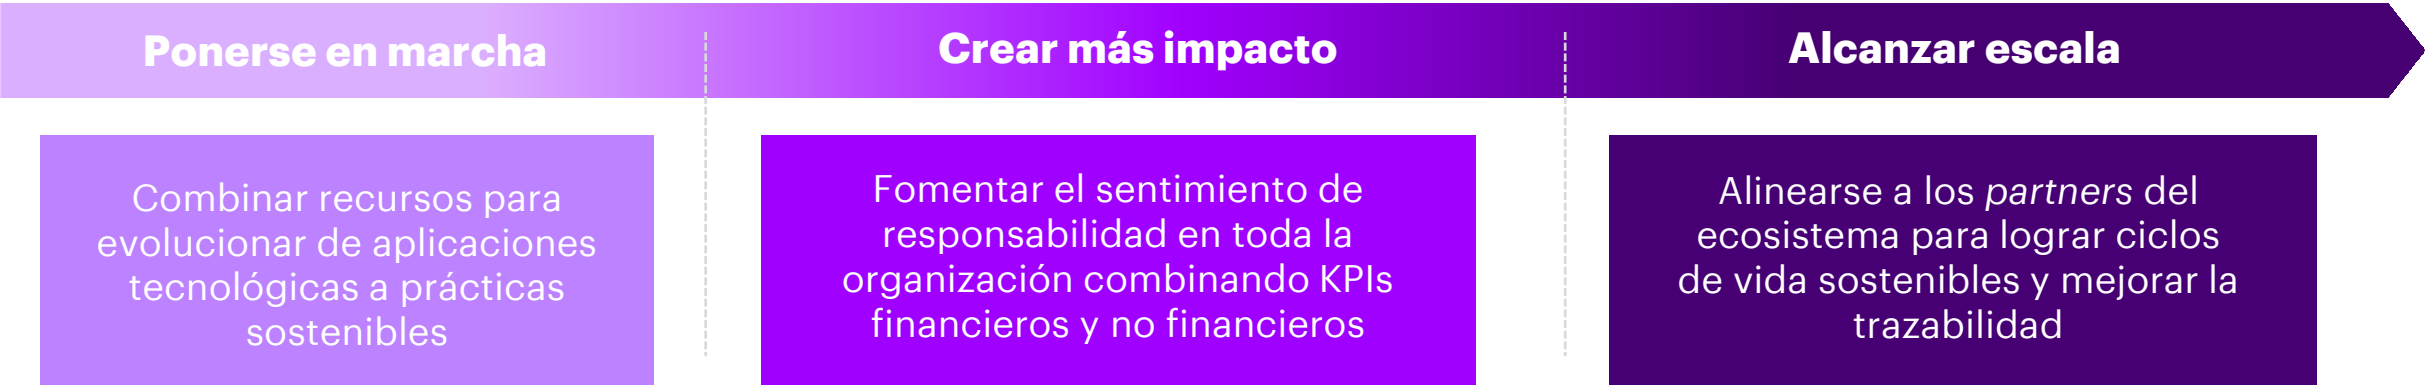 Ponerse en marcha
Crear más impacto
Alcanzar escala
Combinar recursos para
evolucionar de aplicaciones
tecnológicas a prácticas
sostenibles
Fomentar el sentimiento de
responsabilidad en toda la
organización combinando KPIs
financieros y no financieros
Alinearse a los partners del
ecosistema para lograr ciclos
de vida sostenibles y mejorar la
trazabilidad